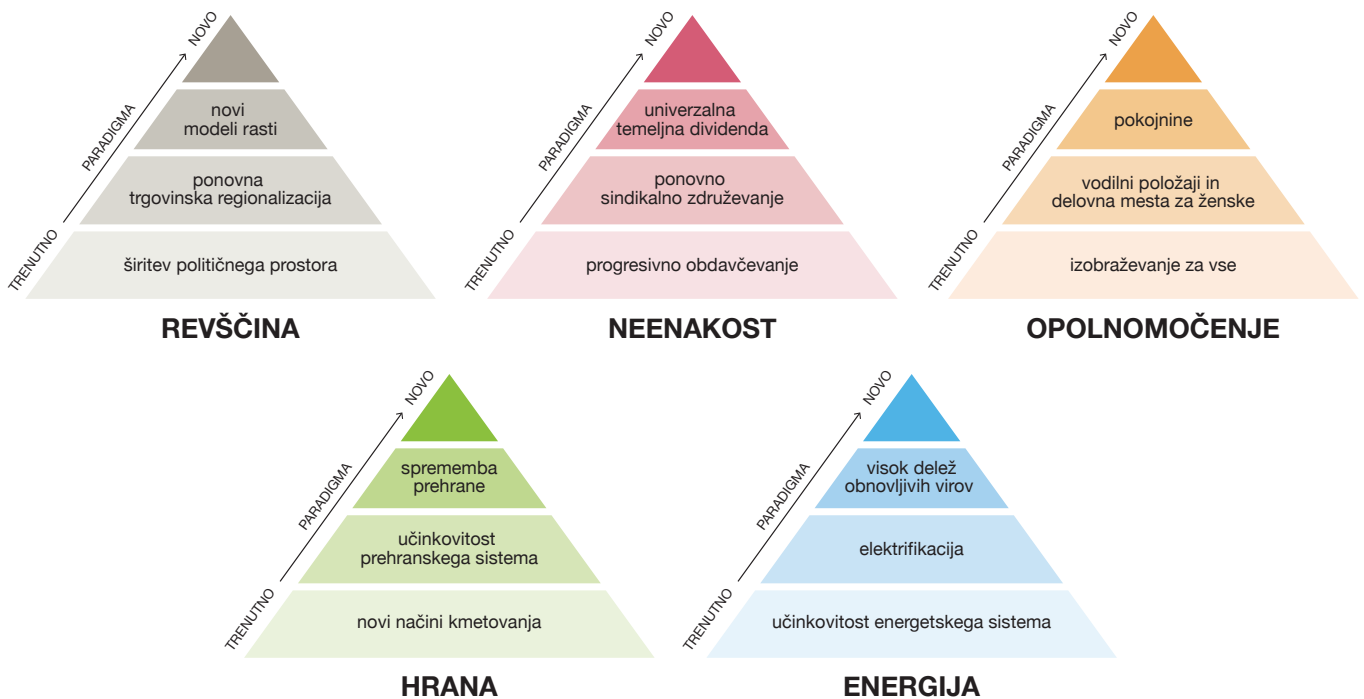 NOVO
PARADIGMA
TRENUTNO
novi
modeli rasti
ponovna
trgovinska regionalizacija
širitev političnega prostora
REVŠČINA
NOVO
PARADIGMA
TRENUTNO
univerzalna
temeljna dividenda
ponovno
sindikalno združevanje
progresivno obdavčevanje
NEENAKOST
NOVO
PARADIGMA
TRENUTNO
pokojnine
vodilni položaji in
delovna mesta za ženske
izobraževanje za vse
OPOLNOMOČENJE
NOVO
PARADIGMA
TRENUTNO
sprememba
prehrane
učinkovitost
prehranskega sistema
novi načini kmetovanja
HRANA
NOVO
PARADIGMA
TRENUTNO
visok delež
obnovljivih virov
elektrifikacija
učinkovitost energetskega sistema
ENERGIJA